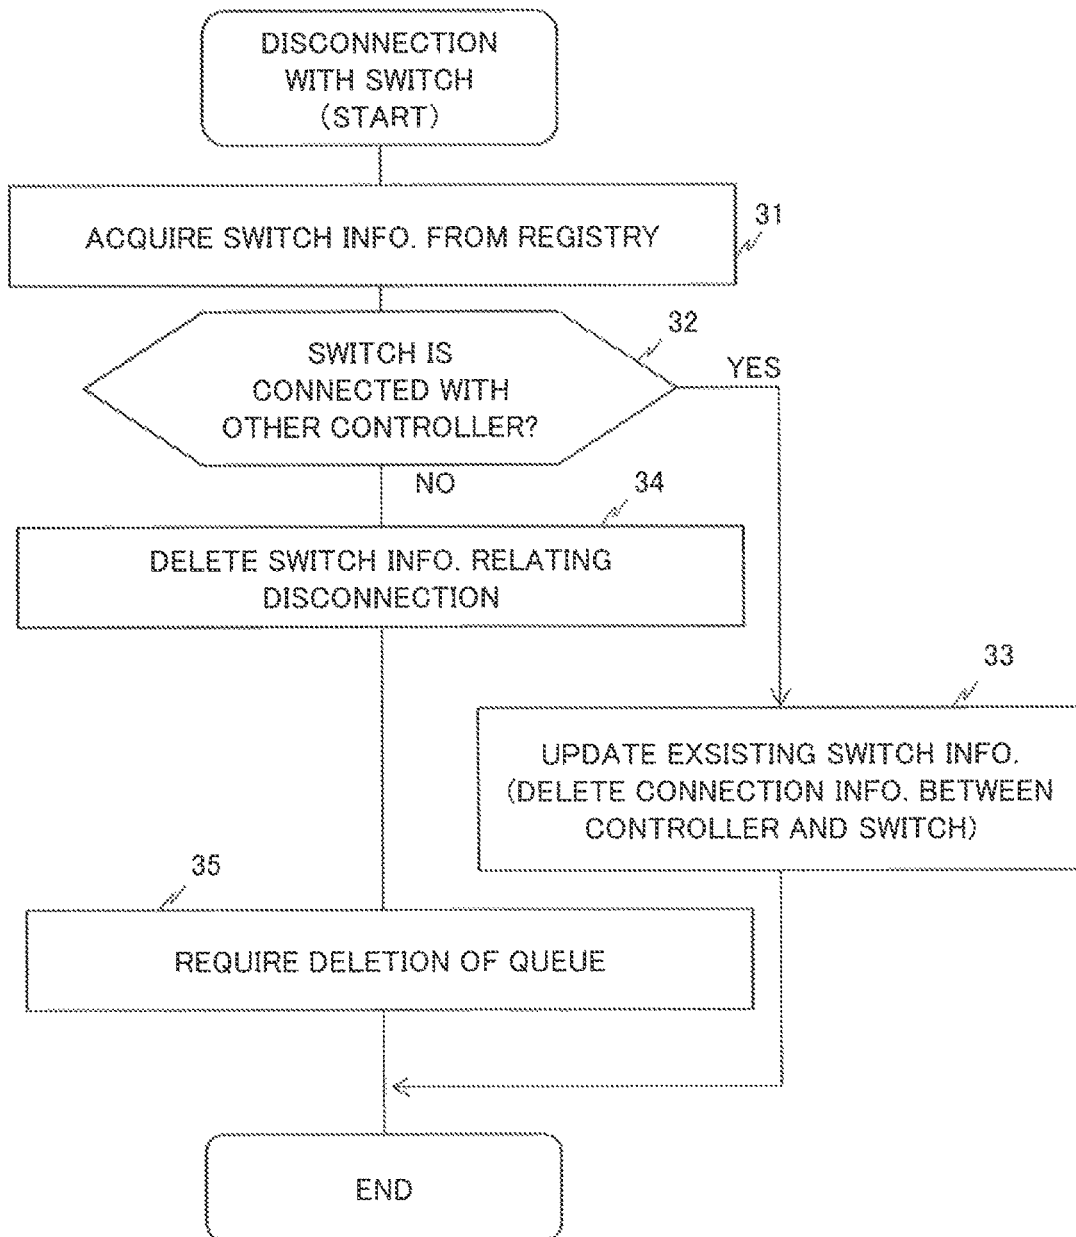 DISCONNECTION
WITH SWITCH
(START)
ACQUIRE SWITCH INFO. FROM REGISTRY
31
SWITCH IS
CONNECTED WITH
OTHER CONTROLLER?
32
YES
NO
34
DELETE SWITCH INFO. RELATING
DISCONNECTION
33
UPDATE EXSISTING SWITCH INFO.
(DELETE CONNECTION INFO. BETWEEN
CONTROLLER AND SWITCH)
35
REQUIRE DELETION OF QUEUE
END